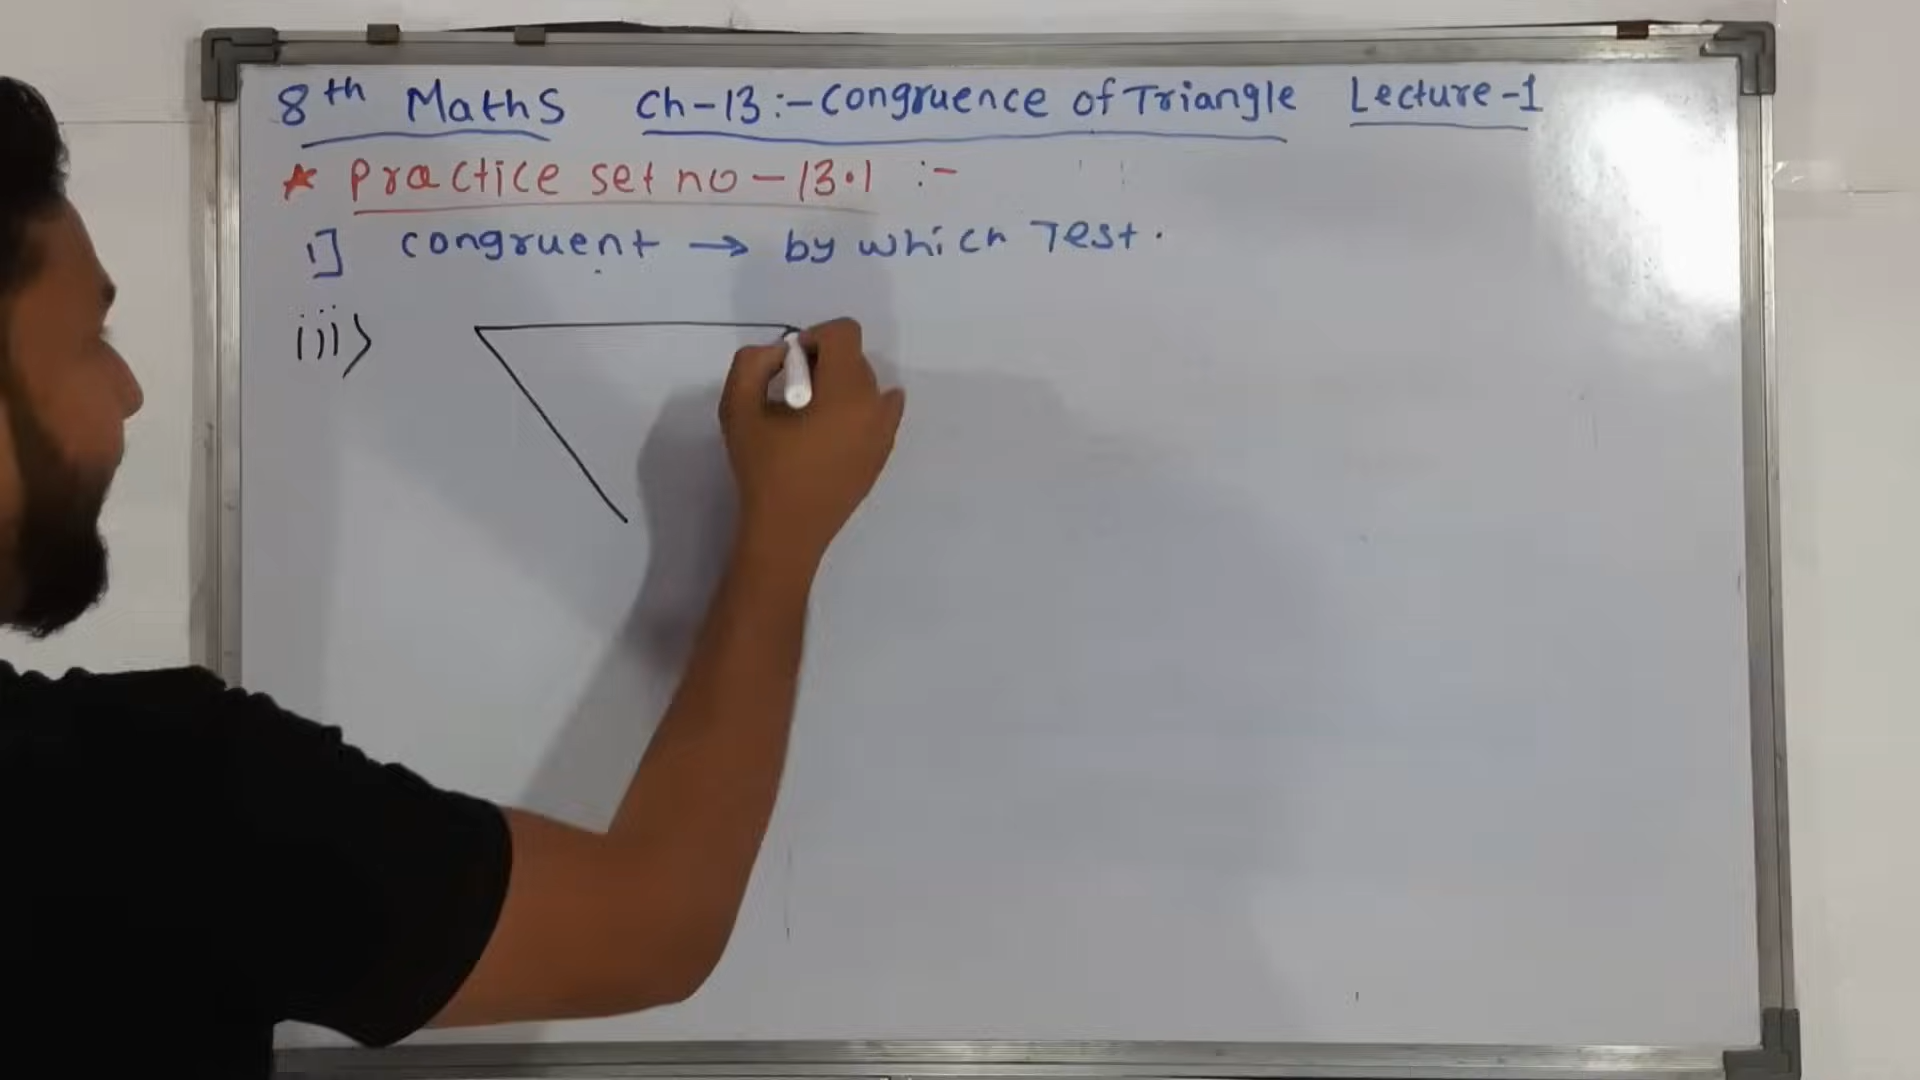 8th Maths Ch-13:- Congruence of Triangle Lecture-1
* Practice set no - 13.1 :-
1] congruent → by which Test.
iii>